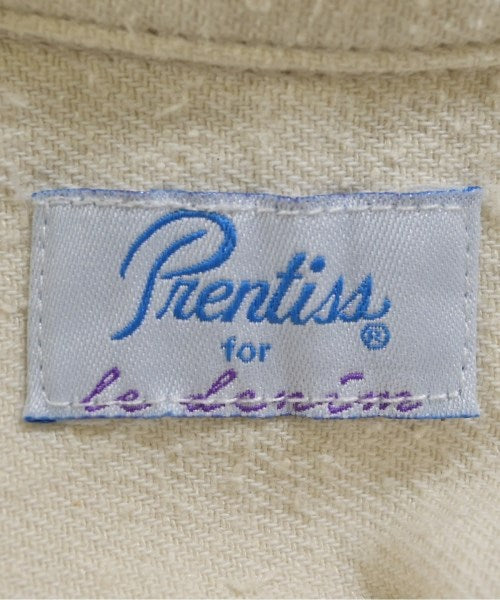 Prentiss®
for
le denim